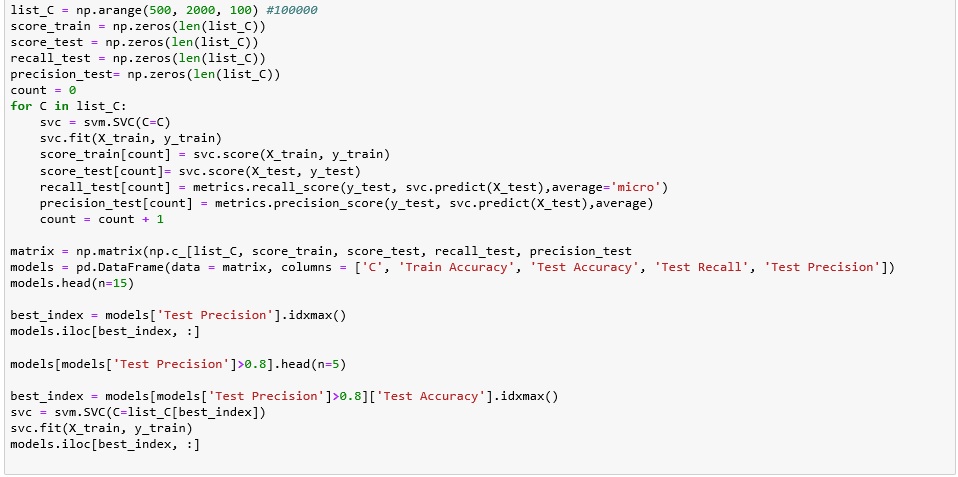 list_C = np.arange(500, 2000, 100) #100000
score_train = np.zeros(len(list_C))
score_test = np.zeros(len(list_C))
recall_test = np.zeros(len(list_C))
precision_test= np.zeros(len(list_C))
count = 0
for C in list_C:
    svc = svm.SVC(C=C)
    svc.fit(X_train, y_train)
    score_train[count] = svc.score(X_train, y_train)
    score_test[count]= svc.score(X_test, y_test)
    recall_test[count] = metrics.recall_score(y_test, svc.predict(X_test),average='micro')
    precision_test[count] = metrics.precision_score(y_test, svc.predict(X_test),average)
    count = count + 1

matrix = np.matrix(np.c_[list_C, score_train, score_test, recall_test, precision_test
models = pd.DataFrame(data = matrix, columns = ['C', 'Train Accuracy', 'Test Accuracy', 'Test Recall', 'Test Precision'])
models.head(n=15)

best_index = models['Test Precision'].idxmax()
models.iloc[best_index, :]

models[models['Test Precision']>0.8].head(n=5)

best_index = models[models['Test Precision']>0.8]['Test Accuracy'].idxmax()
svc = svm.SVC(C=list_C[best_index])
svc.fit(X_train, y_train)
models.iloc[best_index, :]